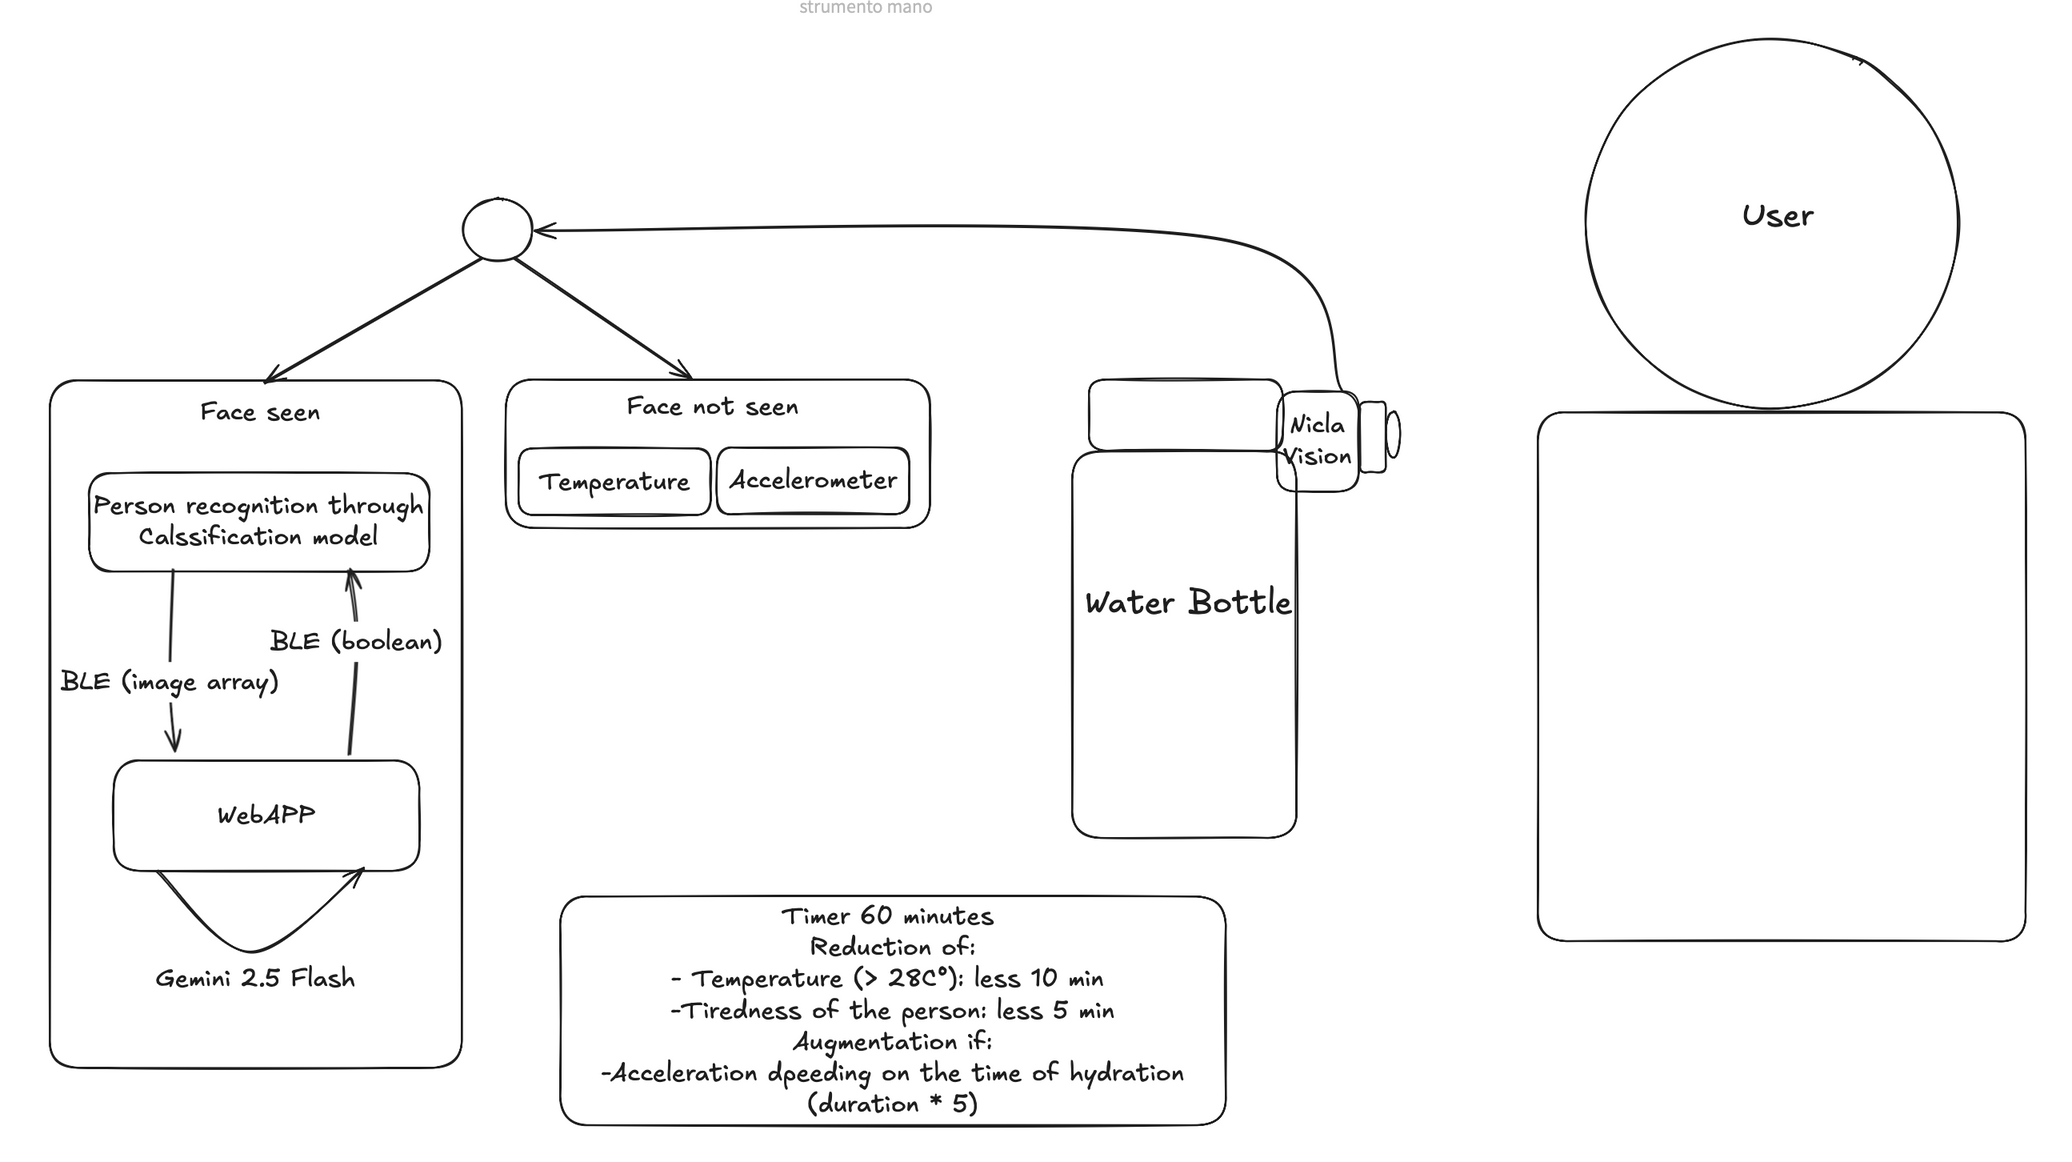 strumento mano
User
Face seen
Face not seen
Temperature
Accelerometer
Nicla
Vision
Person recognition through
Calssification model
BLE (boolean)
BLE (image array)
Water Bottle
WebAPP
Gemini 2.5 Flash
Timer 60 minutes
Reduction of:
- Temperature (> 28C°): less 10 min
-Tiredness of the person: less 5 min
Augmentation if:
-Acceleration dpeeding on the time of hydration
(duration * 5)